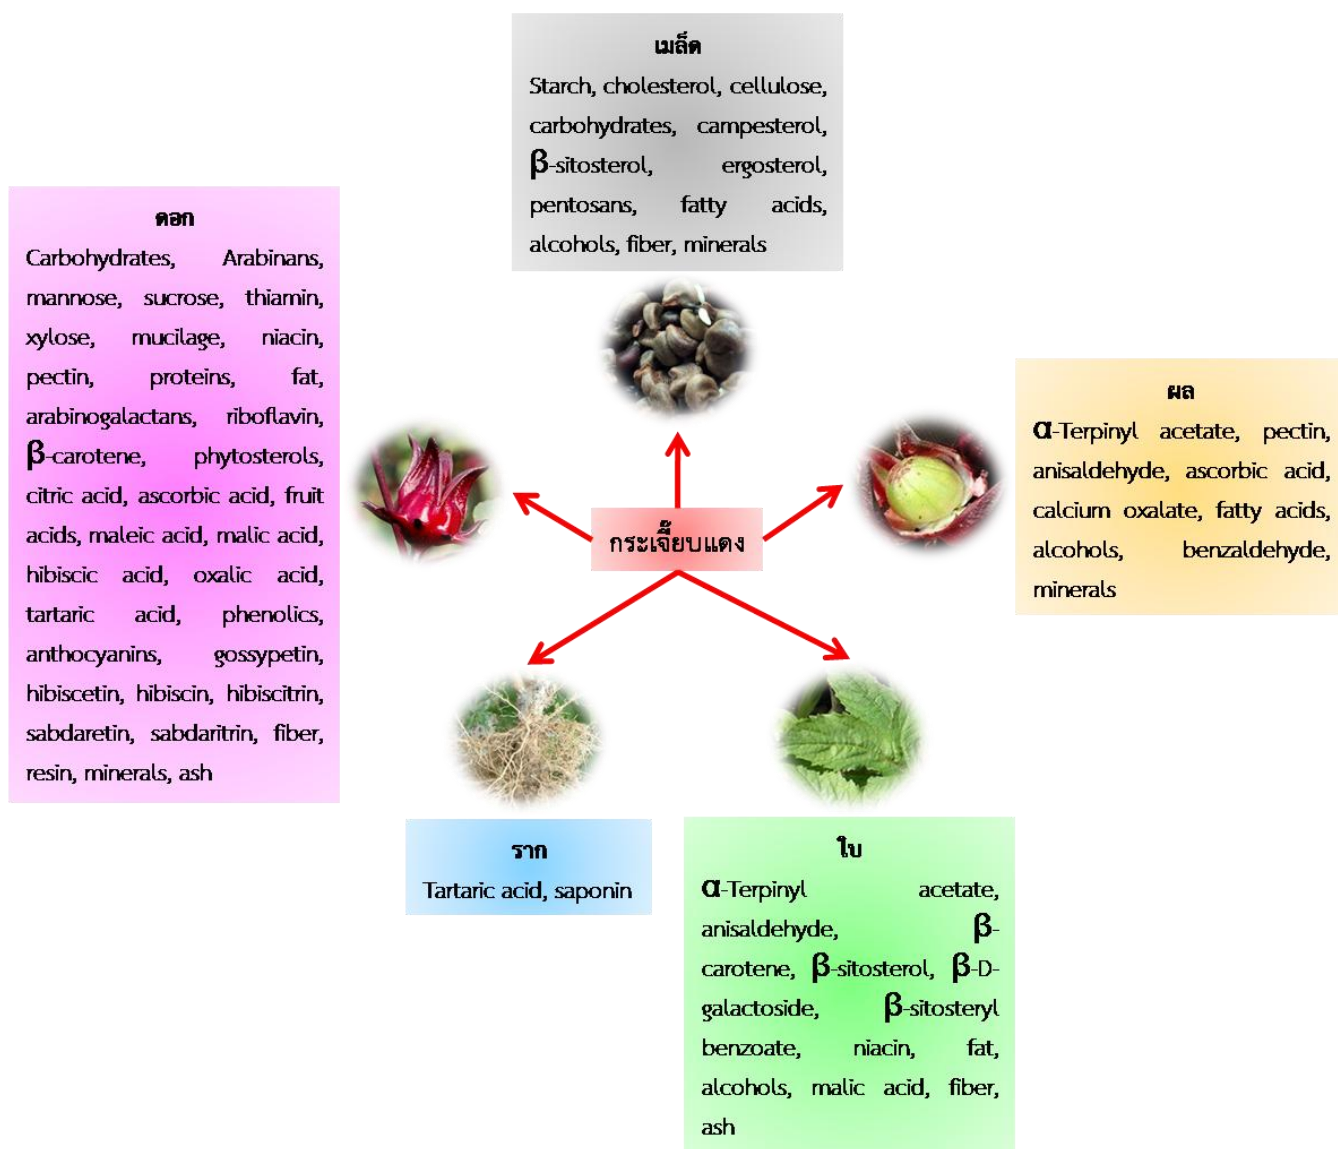 เมล็ด
Starch, cholesterol, cellulose,
carbohydrates, campesterol,
β-sitosterol, ergosterol,
pentosans, fatty acids,
alcohols, fiber, minerals
ดอก
Carbohydrates, Arabinans,
mannose, sucrose, thiamin,
xylose, mucilage, niacin,
pectin, proteins, fat,
arabinogalactans, riboflavin,
β-carotene, phytosterols,
citric acid, ascorbic acid, fruit
acids, maleic acid, malic acid,
hibiscic acid, oxalic acid,
tartaric acid, phenolics,
anthocyanins, gossypetin,
hibiscetin, hibiscin, hibiscitrin,
sabdaretin, sabdaritrin, fiber,
resin, minerals, ash
ผล
α-Terpinyl acetate, pectin,
anisaldehyde, ascorbic acid,
calcium oxalate, fatty acids,
alcohols, benzaldehyde,
minerals
กระเจี๊ยบแดง
ราก
Tartaric acid, saponin
ใบ
α-Terpinyl acetate,
anisaldehyde, β-
carotene, β-sitosterol, β-D-
galactoside, β-sitosteryl
benzoate, niacin, fat,
alcohols, malic acid, fiber,
ash